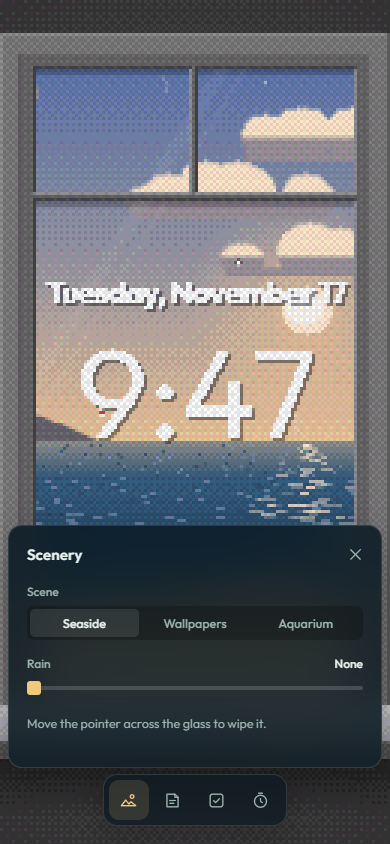 Tuesday, November 17
9:47
Scenery
Scene
Seaside
Wallpapers
Aquarium
Rain
None
Move the pointer across the glass to wipe it.